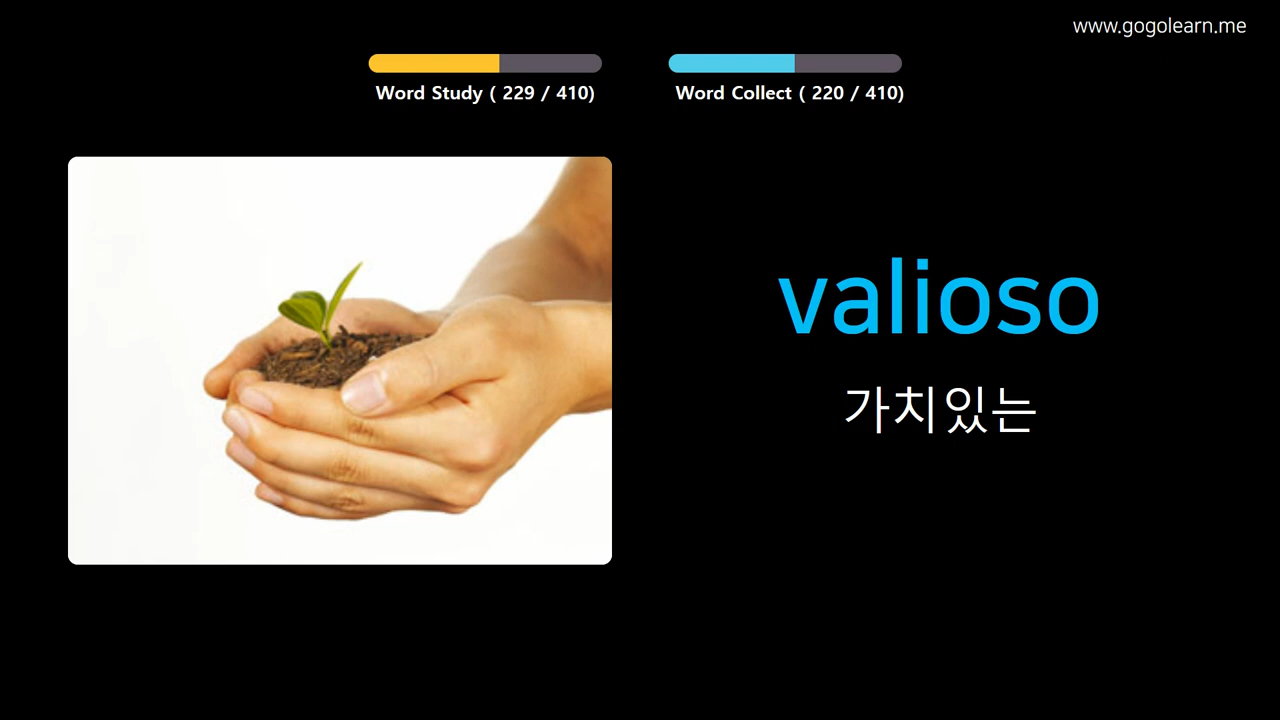 www.gogolearn.me
Word Study ( 229 / 410)
Word Collect ( 220 / 410)
valioso
가치있는